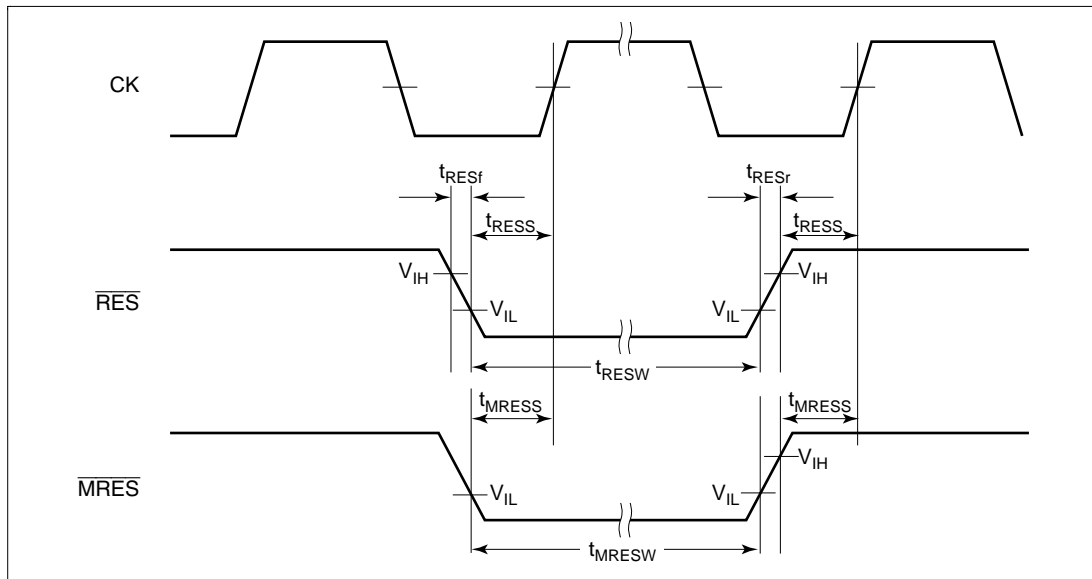 CK
tRESf
tRESr
tRESS
tRESS
VIH
VIH
RES
VIL
VIL
tRESW
tMRESS
tMRESS
VIH
MRES
VIL
VIL
tMRESW